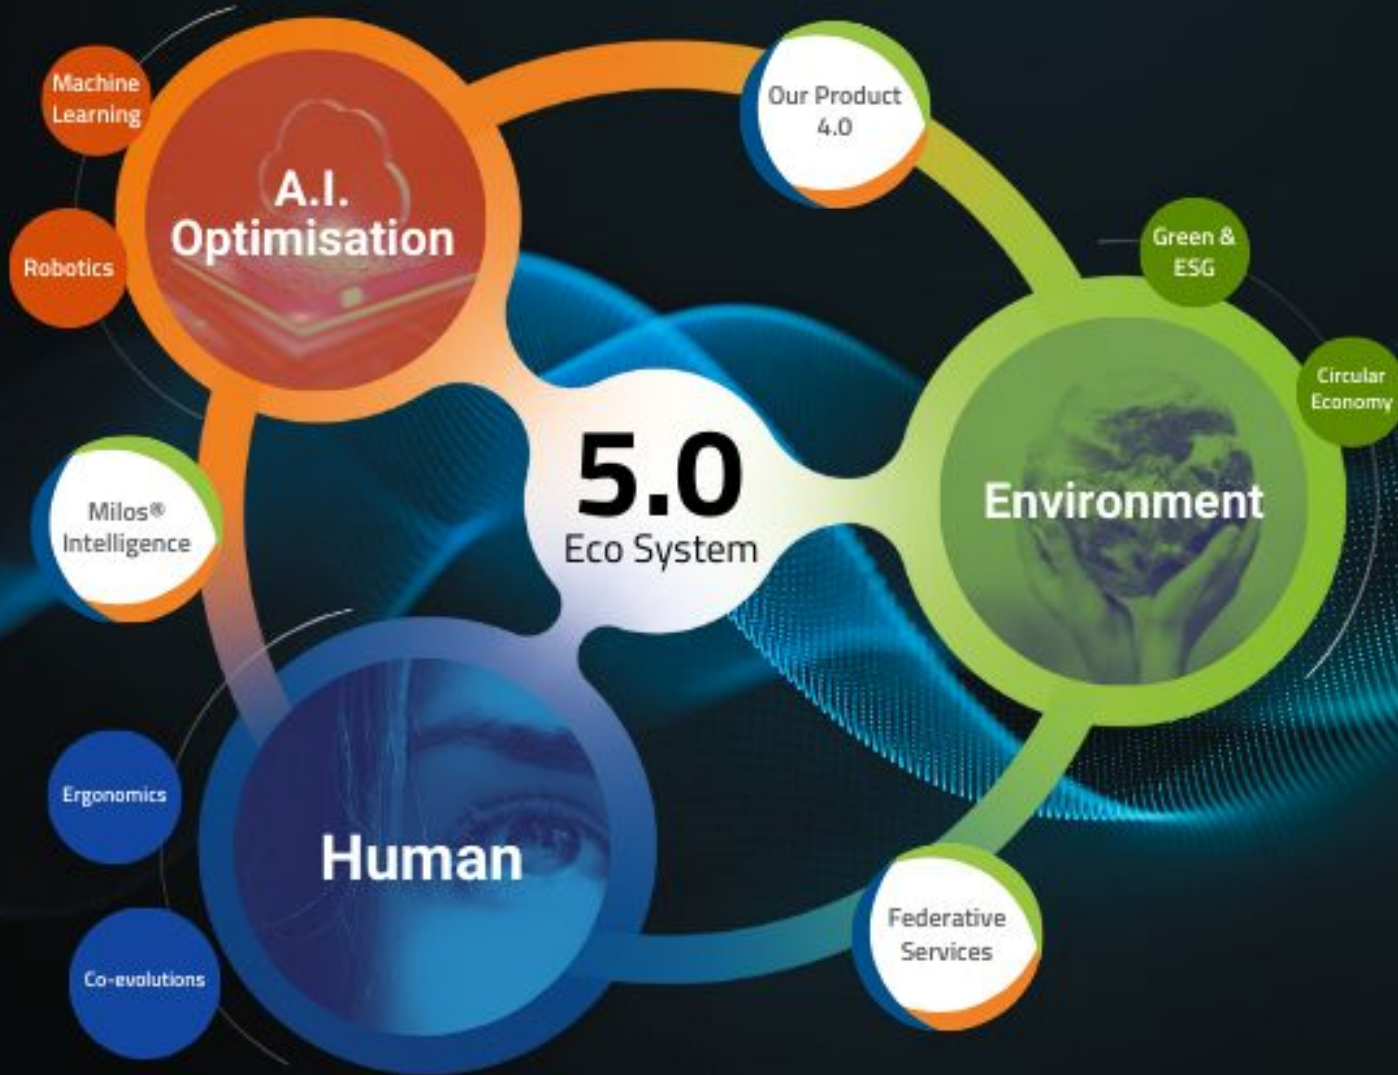 Machine
Learning
Robotics
A.I.
Optimisation
Our Product
4.0
Green &
ESG
Circular
Economy
Environment
5.0
Eco System
Milos®
Intelligence
Ergonomics
Co-evolutions
Human
Federative
Services